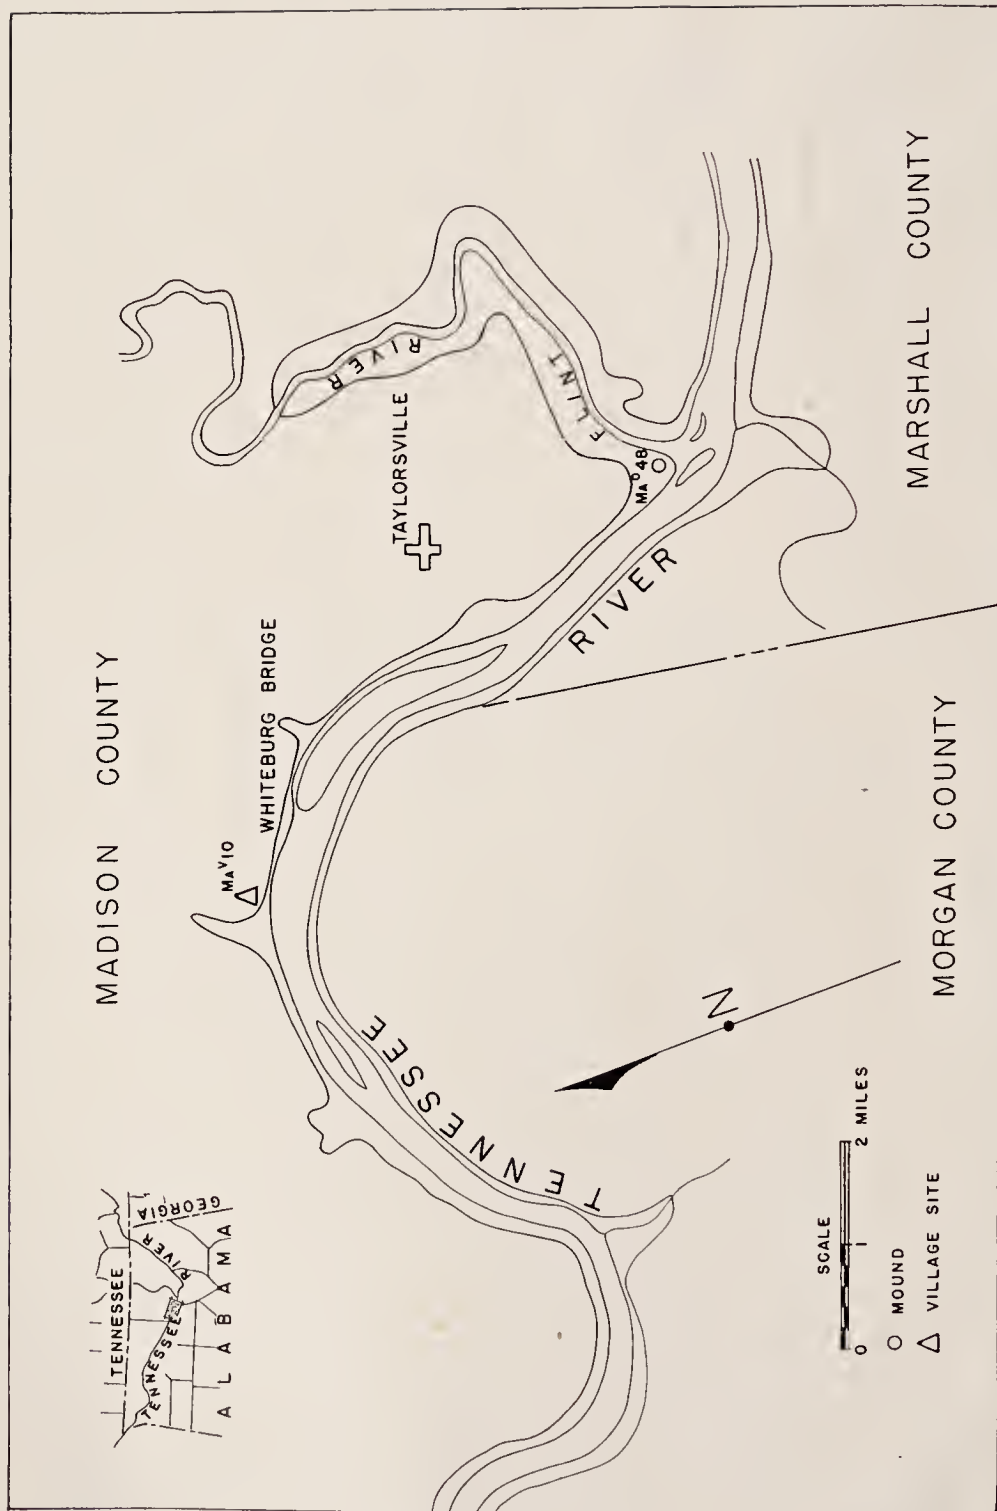 MADISON COUNTY
MARSHALL COUNTY
MORGAN COUNTY
TENNESSEE
RIVER
FLINT
RIVER
TAYLORSVILLE
WHITEBURG BRIDGE
MAV10
MAO48
N
SCALE
0 1 2 MILES
MOUND
VILLAGE SITE
TENNESSEE
TENNESSEE
RIVER
GEORGIA
ALABAMA